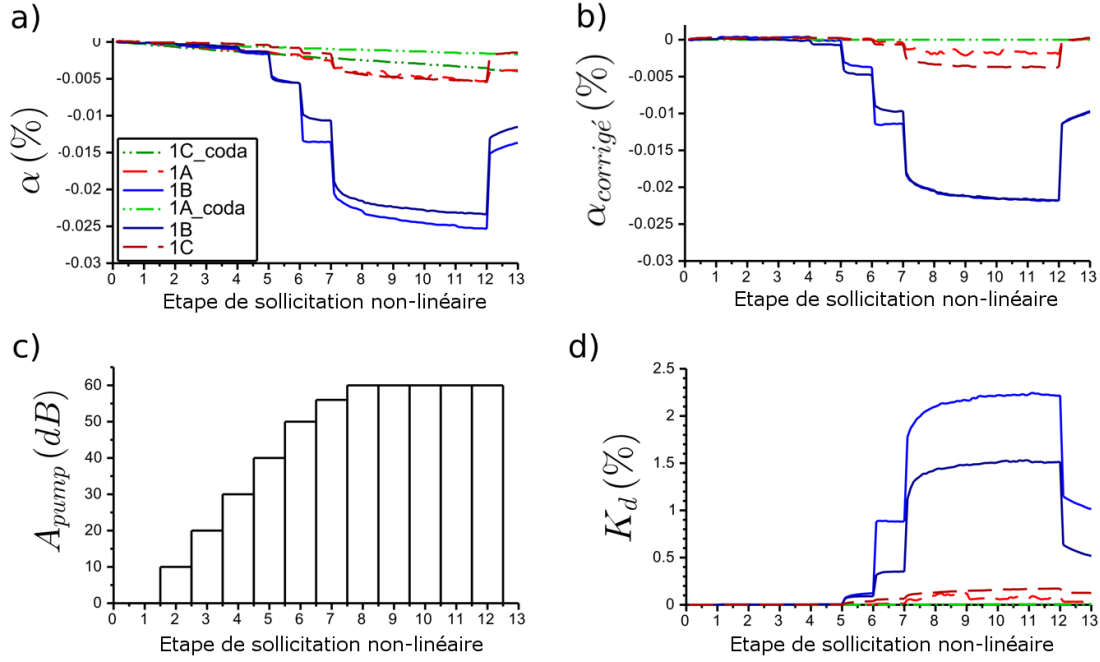 a)
α (%)
0
-0.005
-0.01
-0.015
-0.02
-0.025
-0.03
1C_coda
1A
1B
1A_coda
1B
1C
0 1 2 3 4 5 6 7 8 9 10 11 12 13
Etape de sollicitation non-linéaire
b)
α_corrigé (%)
0
-0.005
-0.01
-0.015
-0.02
-0.025
-0.03
0 1 2 3 4 5 6 7 8 9 10 11 12 13
Etape de sollicitation non-linéaire
c)
A_pump (dB)
60
50
40
30
20
10
0
0 1 2 3 4 5 6 7 8 9 10 11 12 13
Etape de sollicitation non-linéaire
d)
K_d (%)
2.5
2
1.5
1
0.5
0
0 1 2 3 4 5 6 7 8 9 10 11 12 13
Etape de sollicitation non-linéaire